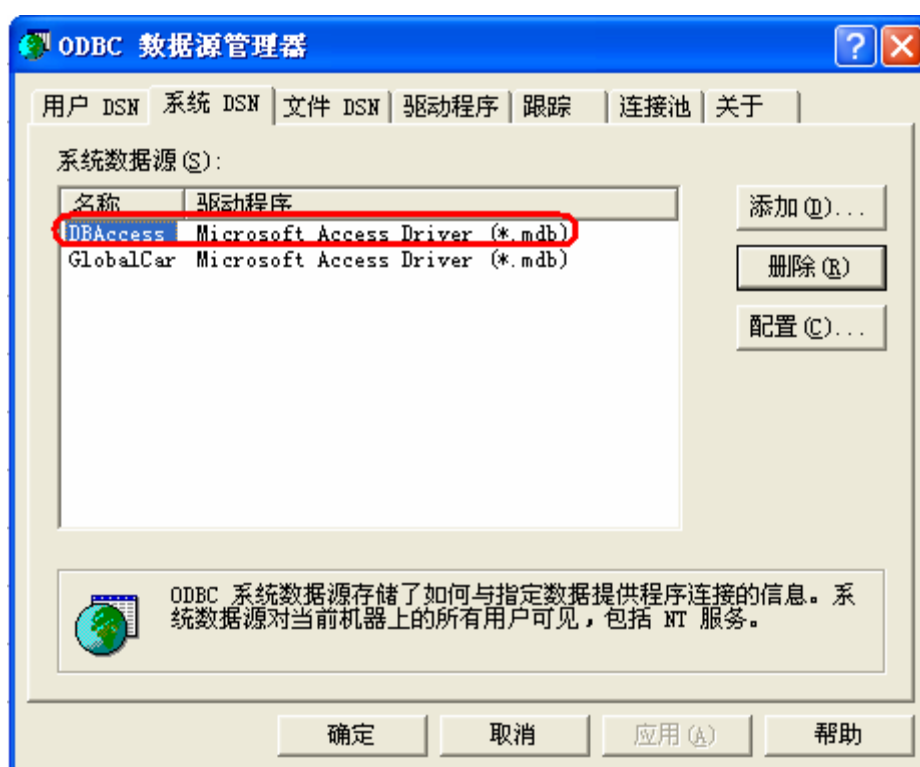 ODBC 数据源管理器
用户 DSN 系统 DSN 文件 DSN 驱动程序 跟踪 连接池 关于
系统数据源(S):
名称 驱动程序
DBAccess Microsoft Access Driver (*.mdb)
GlobalCar Microsoft Access Driver (*.mdb)
添加(D)...
删除(R)
配置(C)...
ODBC 系统数据源存储了如何与指定数据提供程序连接的信息。系
统数据源对当前机器上的所有用户可见，包括 NT 服务。
确定 取消 应用(A) 帮助